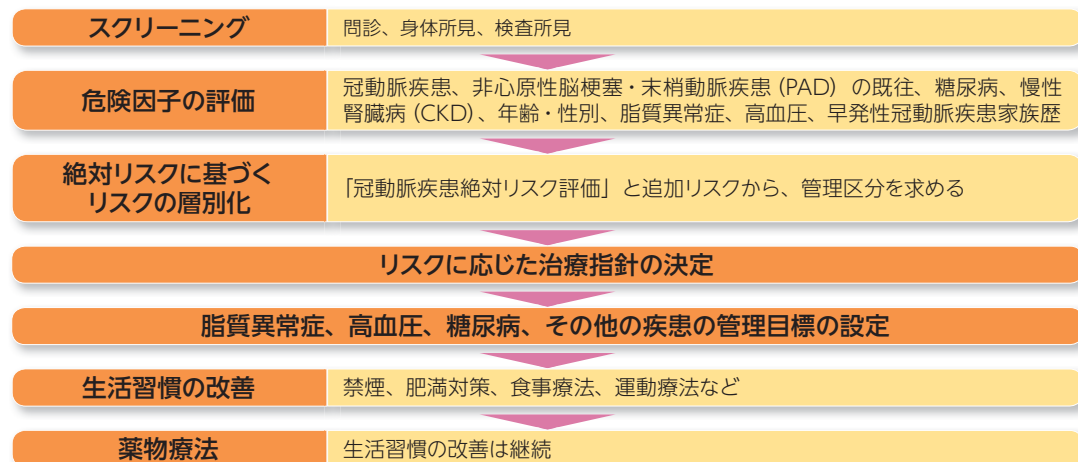 スクリーニング
問診、身体所見、検査所見
危険因子の評価
冠動脈疾患、非心原性脳梗塞・末梢動脈疾患（PAD）の既往、糖尿病、慢性
腎臓病（CKD）、年齢・性別、脂質異常症、高血圧、早発性冠動脈疾患家族歴
絶対リスクに基づく
リスクの層別化
「冠動脈疾患絶対リスク評価」と追加リスクから、管理区分を求める
リスクに応じた治療指針の決定
脂質異常症、高血圧、糖尿病、その他の疾患の管理目標の設定
生活習慣の改善
禁煙、肥満対策、食事療法、運動療法など
薬物療法
生活習慣の改善は継続